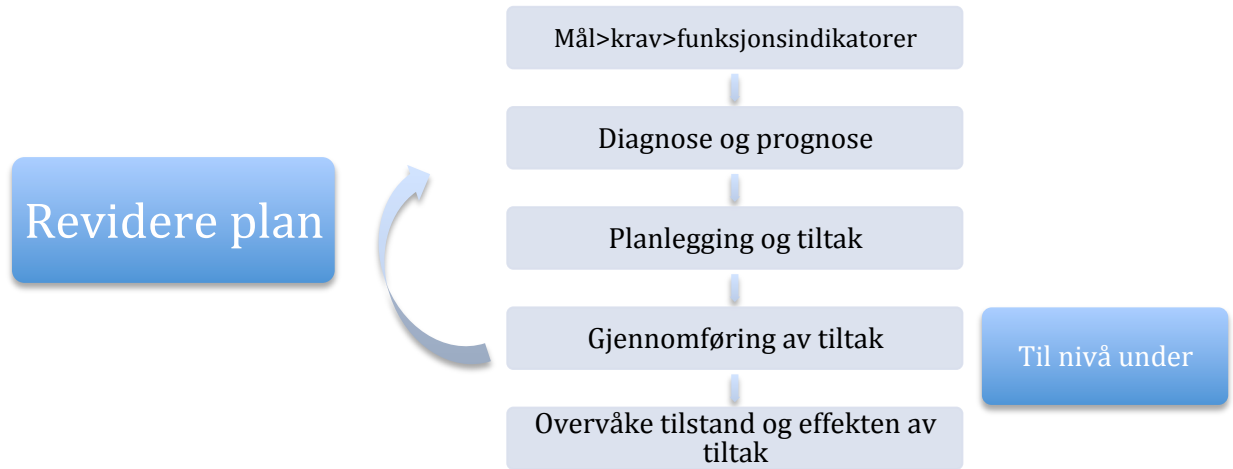 Mål>krav>funksjonsindikatorer
Diagnose og prognose
Revidere plan
Planlegging og tiltak
Gjennomføring av tiltak
Til nivå under
Overvåke tilstand og effekten av
tiltak